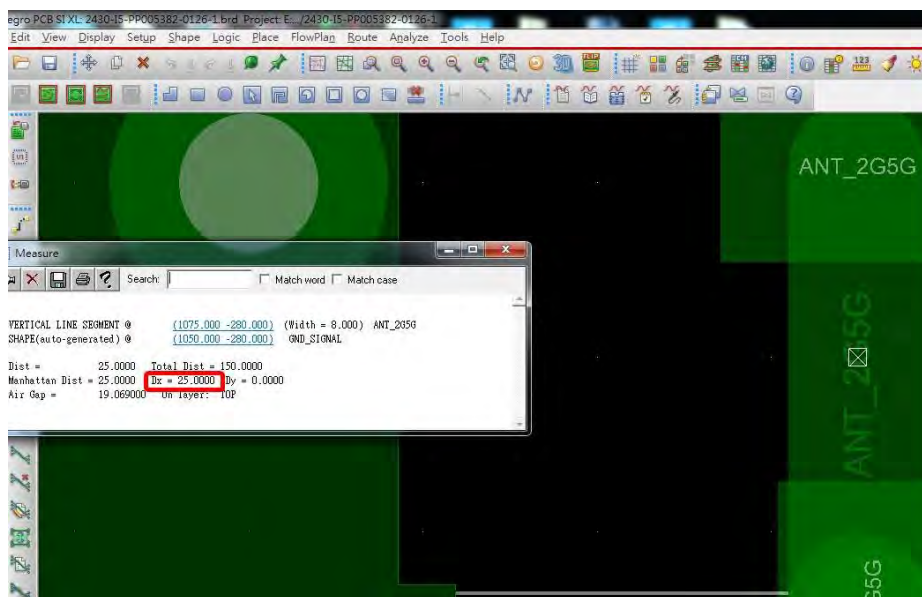 egro PCB SI XL: 2430-I5-PP005382-0126-1.brd Project: E:.../2430-I5-PP005382-0126-1
Edit View Display Setup Shape Logic Place FlowPlan Route Analyze Tools Help
ANT_2G5G
Measure
Search: Match word Match case
VERTICAL LINE SEGMENT @ (1075.000 -280.000) (Width = 8.000) ANT_2G5G
SHAPE(auto-generated) @ (1050.000 -280.000) GND_SIGNAL
Dist = 25.0000 Total Dist = 150.0000
Manhattan Dist = 25.0000 Dx = 25.0000 Dy = 0.0000
Air Gap = 19.069000 On layer: TOP
ANT_2G5G
G5G